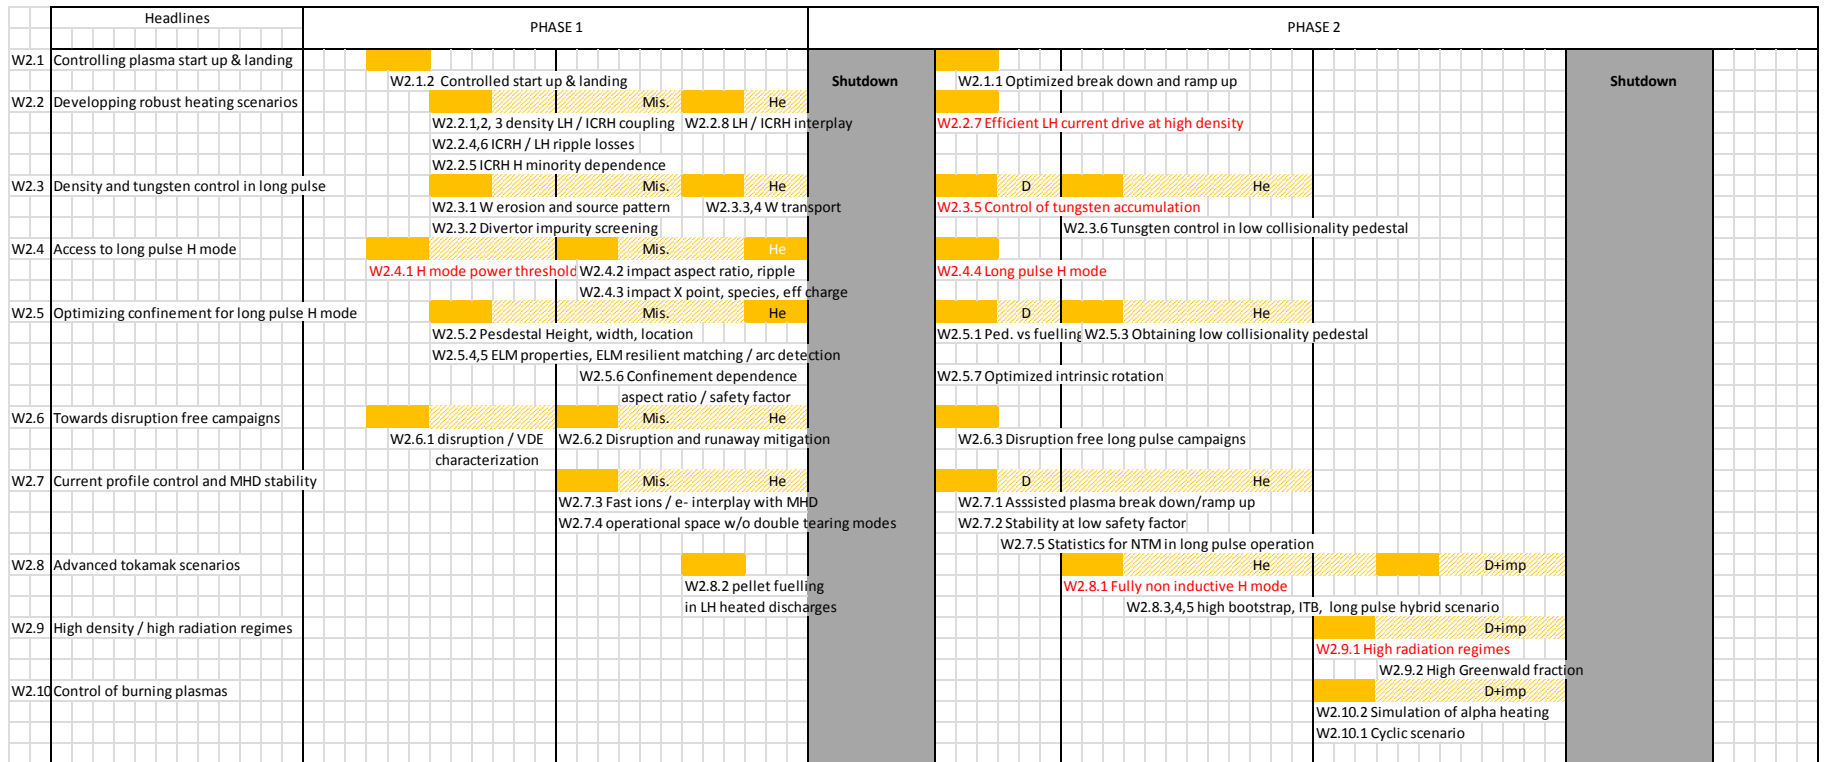 Headlines
PHASE 1
PHASE 2
W2.1 Controlling plasma start up & landing
Shutdown
Shutdown
W2.1.2 Controlled start up & landing
W2.1.1 Optimized break down and ramp up
W2.2 Developping robust heating scenarios
Mis.
He
W2.2.1,2, 3 density LH / ICRH coupling
W2.2.8 LH / ICRH interplay
W2.2.7 Efficient LH current drive at high density
W2.2.4,6 ICRH / LH ripple losses
W2.2.5 ICRH H minority dependence
W2.3 Density and tungsten control in long pulse
Mis.
He
D
He
W2.3.1 W erosion and source pattern
W2.3.3,4 W transport
W2.3.5 Control of tungsten accumulation
W2.3.2 Divertor impurity screening
W2.3.6 Tunsgten control in low collisionality pedestal
W2.4 Access to long pulse H mode
Mis.
He
W2.4.1 H mode power threshold
W2.4.2 impact aspect ratio, ripple
W2.4.4 Long pulse H mode
W2.4.3 impact X point, species, eff charge
W2.5 Optimizing confinement for long pulse H mode
Mis.
He
D
He
W2.5.2 Pesdestal Height, width, location
W2.5.1 Ped. vs fuelling
W2.5.3 Obtaining low collisionality pedestal
W2.5.4,5 ELM properties, ELM resilient matching / arc detection
W2.5.6 Confinement dependence
W2.5.7 Optimized intrinsic rotation
aspect ratio / safety factor
W2.6 Towards disruption free campaigns
Mis.
He
W2.6.1 disruption / VDE
W2.6.2 Disruption and runaway mitigation
W2.6.3 Disruption free long pulse campaigns
characterization
W2.7 Current profile control and MHD stability
Mis.
He
D
He
W2.7.3 Fast ions / e- interplay with MHD
W2.7.1 Asssisted plasma break down/ramp up
W2.7.4 operational space w/o double tearing modes
W2.7.2 Stability at low safety factor
W2.7.5 Statistics for NTM in long pulse operation
W2.8 Advanced tokamak scenarios
He
D+imp
W2.8.2 pellet fuelling
W2.8.1 Fully non inductive H mode
in LH heated discharges
W2.8.3,4,5 high bootstrap, ITB, long pulse hybrid scenario
W2.9 High density / high radiation regimes
D+imp
W2.9.1 High radiation regimes
W2.9.2 High Greenwald fraction
W2.10 Control of burning plasmas
D+imp
W2.10.2 Simulation of alpha heating
W2.10.1 Cyclic scenario